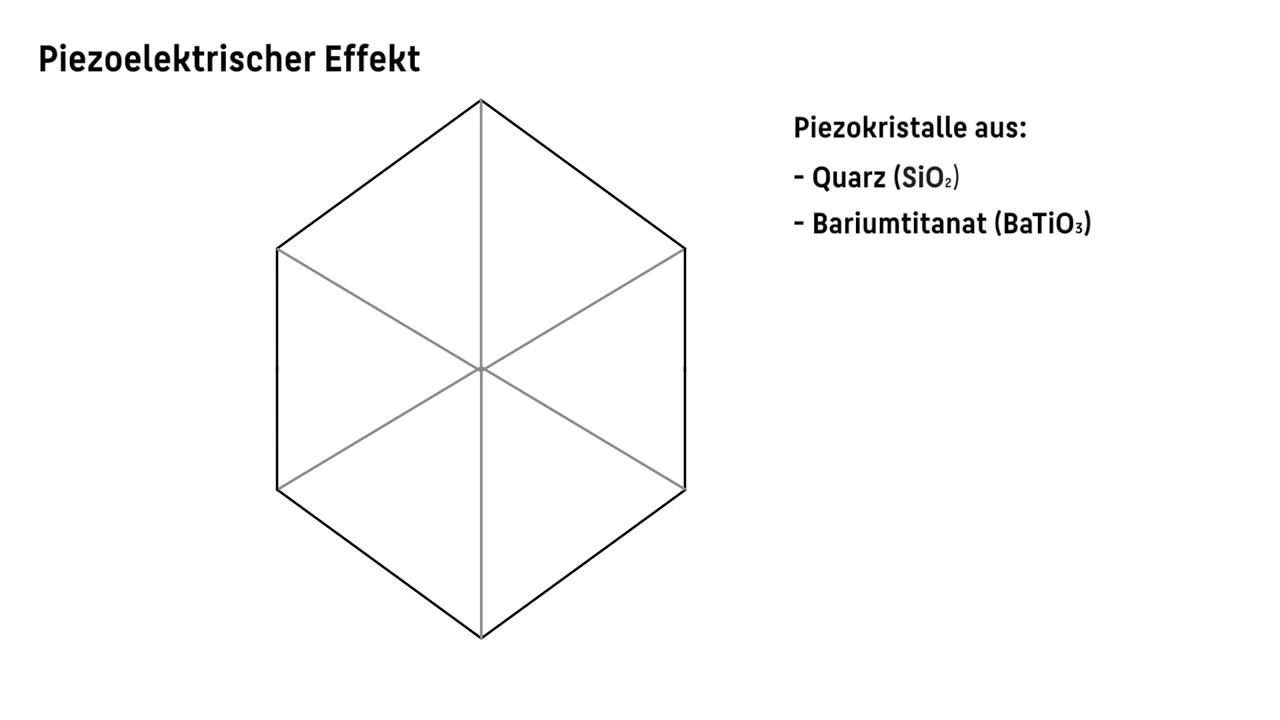 Piezoelektrischer Effekt
Piezokristalle aus:
- Quarz (SiO₂)
- Bariumtitanat (BaTiO₃)